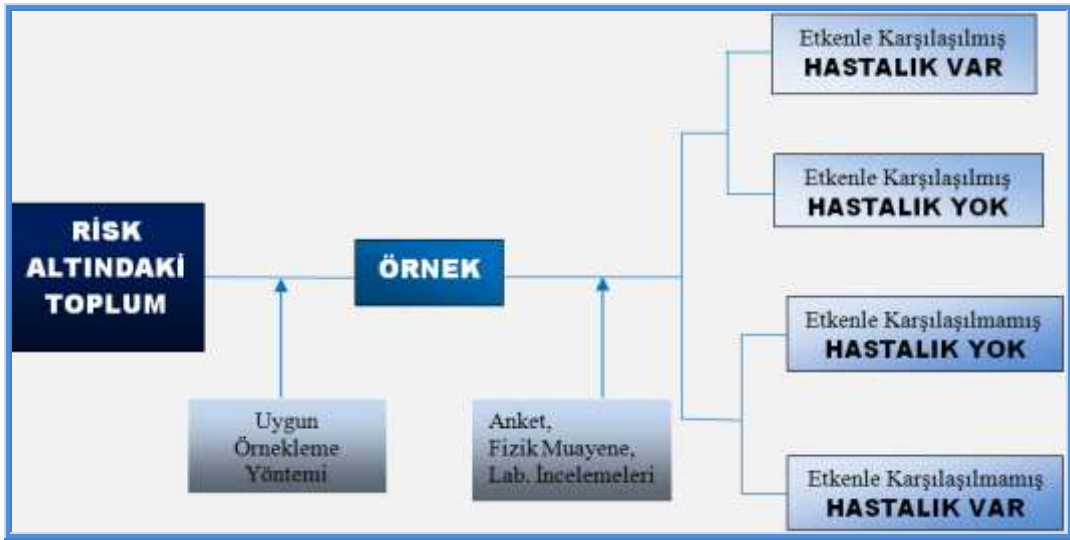 RİSK
ALTINDAKİ
TOPLUM
Uygun
Örnekleme
Yöntemi
ÖRNEK
Anket,
Fizik Muayene,
Lab. İncelemeleri
Etkenle Karşılaşılmış
HASTALIK VAR
Etkenle Karşılaşılmış
HASTALIK YOK
Etkenle Karşılaşılmamış
HASTALIK YOK
Etkenle Karşılaşılmamış
HASTALIK VAR